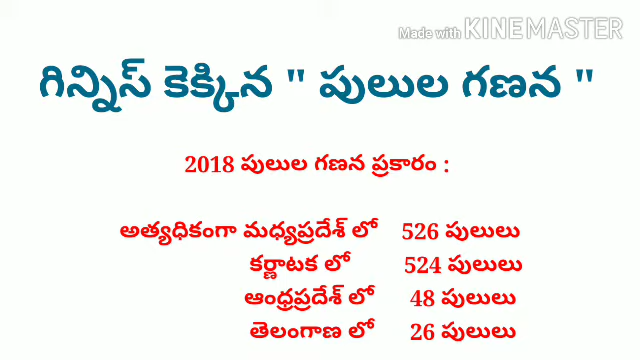 Made with KINEMASTER
గిన్నిస్ కెక్కిన " పులుల గణన "
2018 పులుల గణన ప్రకారం :
అత్యధికంగా మధ్యప్రదేశ్ లో 526 పులులు
కర్ణాటక లో 524 పులులు
ఆంధ్రప్రదేశ్ లో 48 పులులు
తెలంగాణ లో 26 పులులు